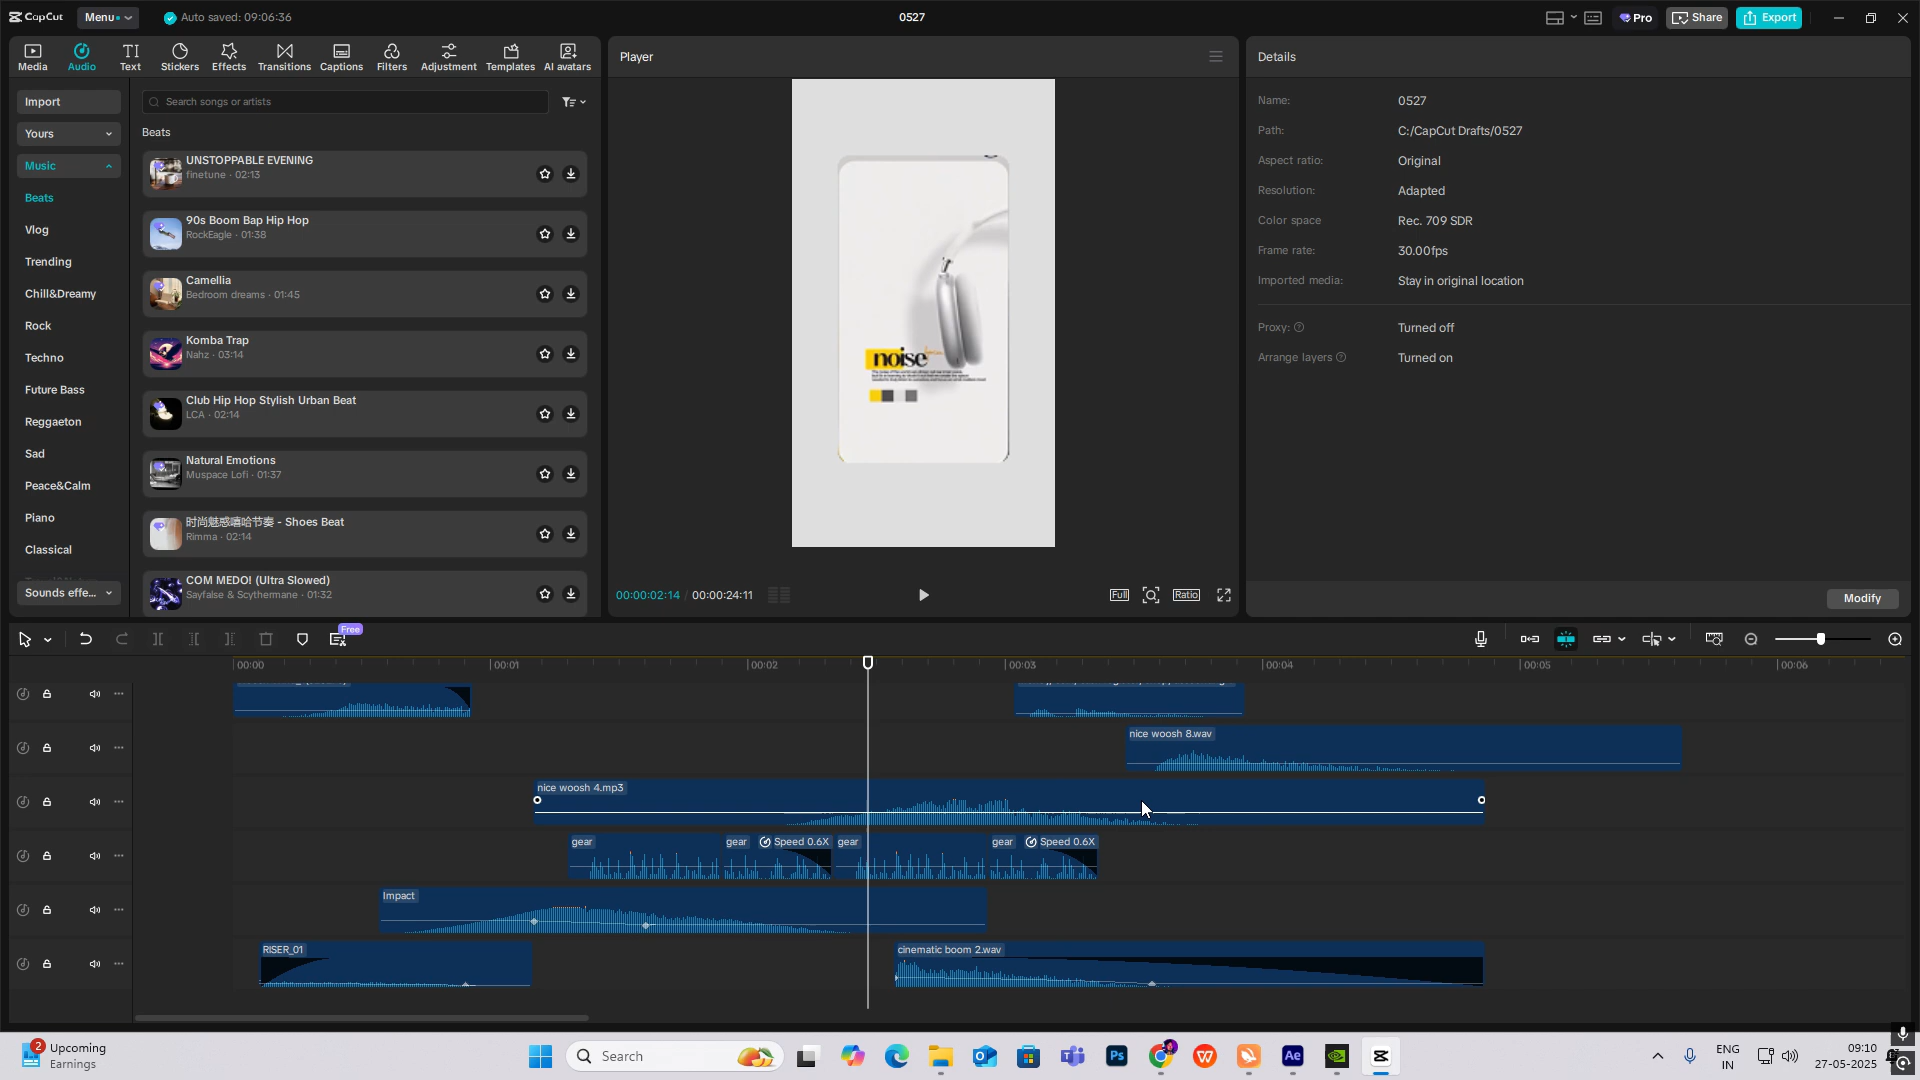 CapCut
Menu
Auto saved: 09:06:36
0527
Pro
Share
Export
Media
Audio
Text
Stickers
Effects
Transitions
Captions
Filters
Adjustment
Templates
AI avatars
Import
Yours
Music
Beats
Vlog
Trending
Chill&Dreamy
Rock
Techno
Future Bass
Reggaeton
Sad
Peace&Calm
Piano
Classical
Sounds effe...
Search songs or artists
Beats
UNSTOPPABLE EVENING
finetune · 02:13
90s Boom Bap Hip Hop
RockEagle · 01:38
Camellia
Bedroom dreams · 01:45
Komba Trap
Nahz · 03:14
Club Hip Hop Stylish Urban Beat
LCA · 02:14
Natural Emotions
Muspace Lofi · 01:37
时尚魅感嘻哈节奏 - Shoes Beat
Rimma · 02:14
COM MEDO! (Ultra Slowed)
Sayfalse & Scythermane · 01:32
Player
noise
00:00:02:14 / 00:00:24:11
Full
Ratio
Details
Name: 0527
Path: C:/CapCut Drafts/0527
Aspect ratio: Original
Resolution: Adapted
Color space Rec. 709 SDR
Frame rate: 30.00fps
Imported media: Stay in original location
Proxy: Turned off
Arrange layers Turned on
Modify
Free
00:00
00:01
00:02
00:03
00:04
00:05
00:06
nice woosh 8.wav
nice woosh 4.mp3
gear
gear Speed 0.6X
gear
gear Speed 0.6X
Impact
RISER_01
cinematic boom 2.wav
2
Upcoming
Earnings
Search
Ps
W
Ae
ENG
IN
09:10
27-05-2025